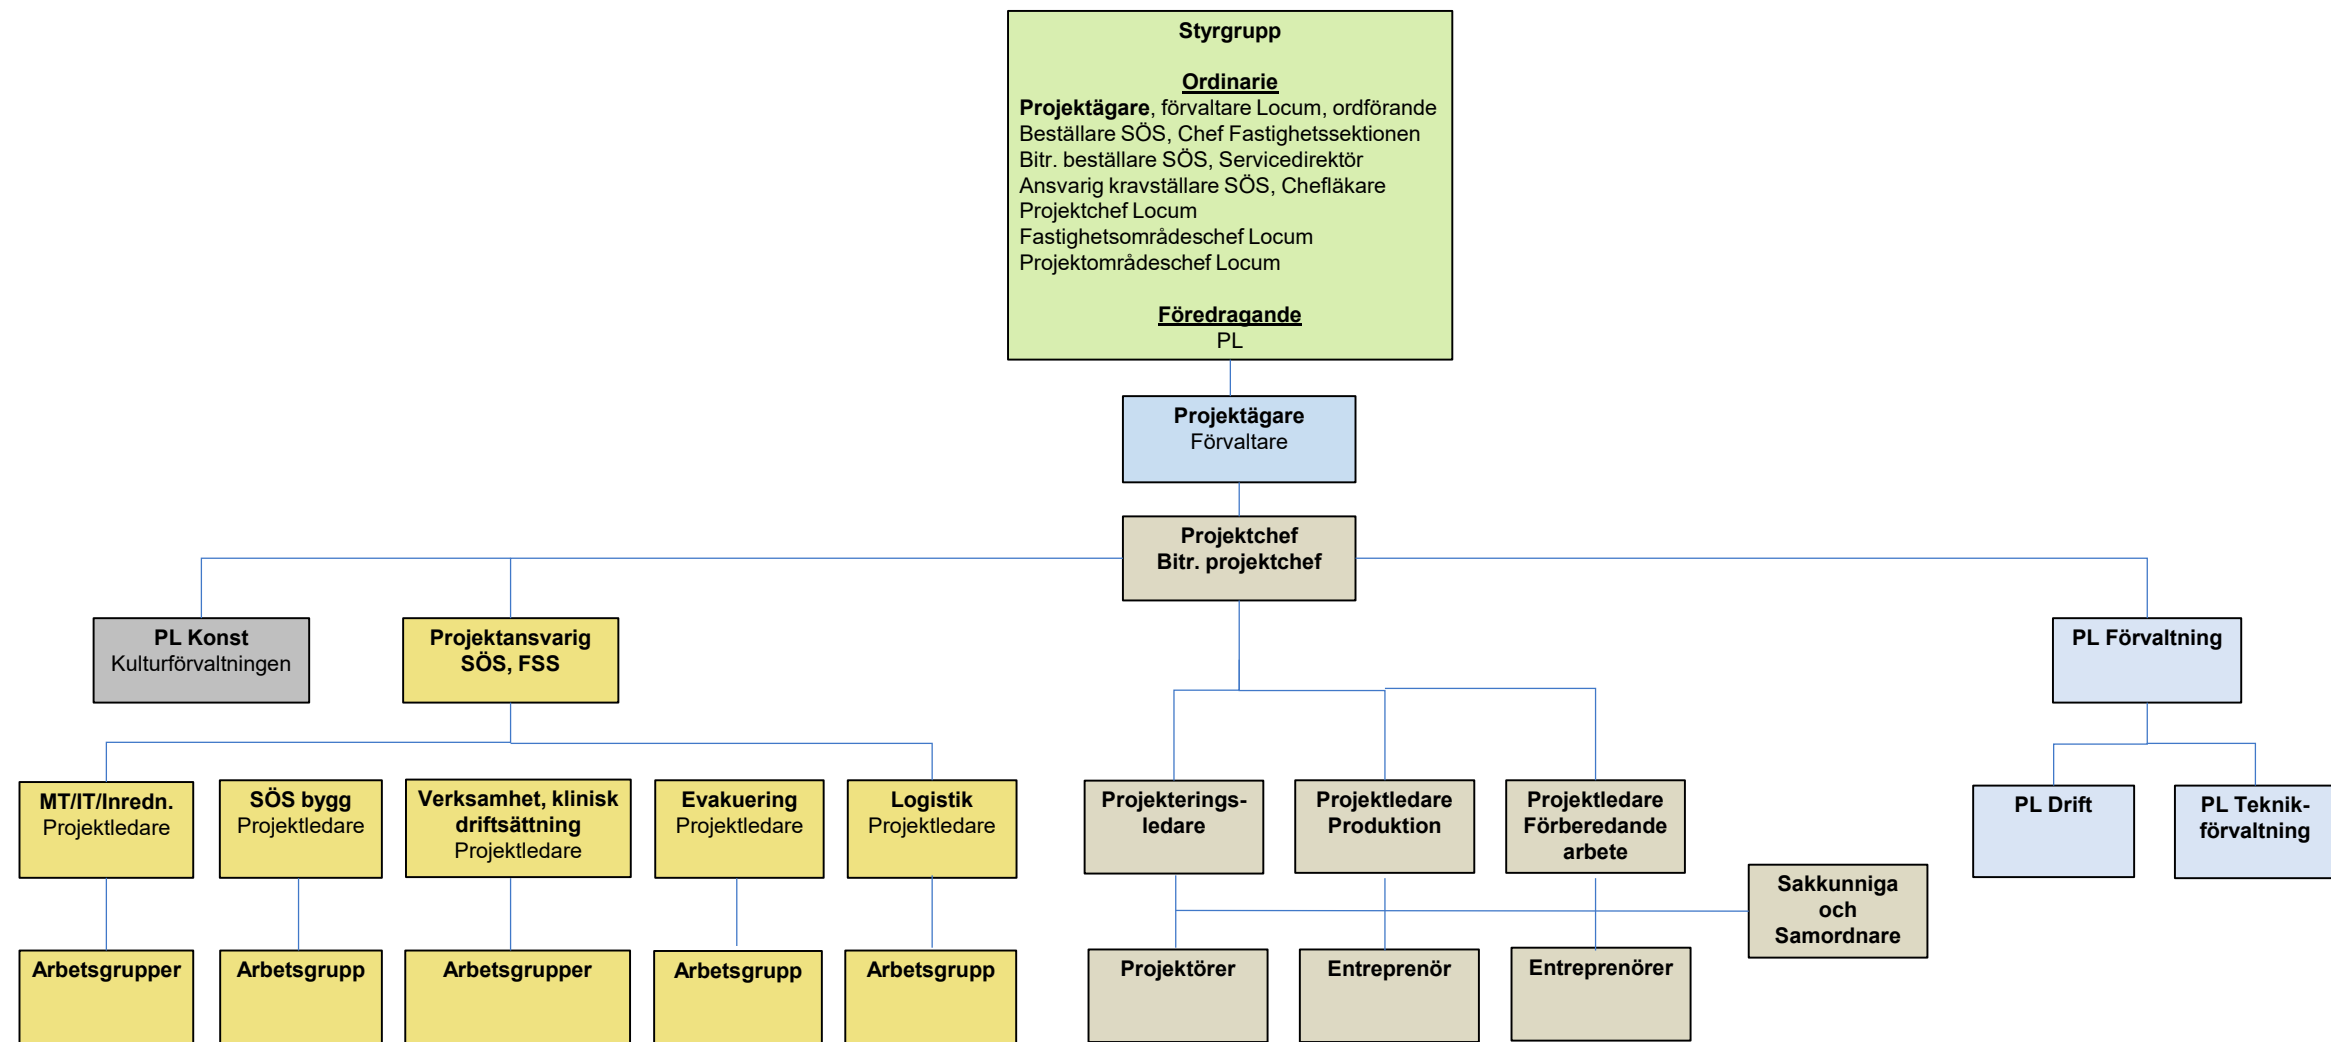 Styrgrupp
Ordinarie
Projektägare, förvaltare Locum, ordförande
Beställare SÖS, Chef Fastighetssektionen
Bitr. beställare SÖS, Servicedirektör
Ansvarig kravställare SÖS, Chefläkare
Projektchef Locum
Fastighetsområdeschef Locum
Projektområdeschef Locum
Föredragande
PL
Projektägare
Förvaltare
Projektchef
Bitr. projektchef
PL Konst
Kulturförvaltningen
Projektansvarig
SÖS, FSS
PL Förvaltning
MT/IT/Inredn.
Projektledare
SÖS bygg
Projektledare
Verksamhet, klinisk
driftsättning
Projektledare
Evakuering
Projektledare
Logistik
Projektledare
Projekterings-
ledare
Projektledare
Produktion
Projektledare
Förberedande
arbete
PL Drift
PL Teknik-
förvaltning
Sakkunniga
och
Samordnare
Arbetsgrupper
Arbetsgrupp
Arbetsgrupper
Arbetsgrupp
Arbetsgrupp
Projektörer
Entreprenör
Entreprenörer